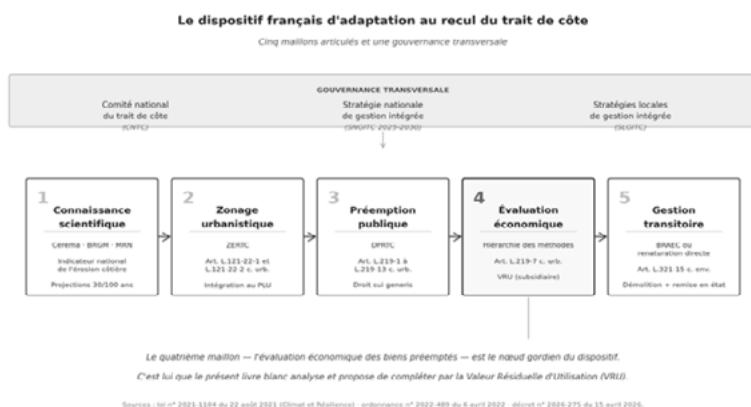 Le dispositif français d'adaptation au recul du trait de côte
Cinq maillons articulés et une gouvernance transversale
GOUVERNANCE TRANSVERSALE
Comité national
du trait de côte
(CNTC)
Stratégie nationale
de gestion intégrée
(SNGITC 2025-2030)
Stratégies locales
de gestion intégrée
(SLGITC)
1
Connaissance
scientifique
Cerema · BRGM · MRN
Indicateur national
de l'érosion côtière
Projections 30/100 ans
2
Zonage
urbanistique
ZERTC
Art. L.121-22-1 et
L.121 22 2 c. urb.
Intégration au PLU
3
Préemption
publique
DPRTC
Art. L.219-1 à
L.219 13 c. urb.
Droit sui generis
4
Évaluation
économique
Hiérarchie des méthodes
Art. L.219-7 c. urb.
VRU (subsidiaire)
5
Gestion
transitoire
BRAEC ou
renaturation directe
Art. L.321 15 c. env.
Démolition + remise en état
Le quatrième maillon — l'évaluation économique des biens préemptés — est le nœud gordien du dispositif.
C'est lui que le présent livre blanc analyse et propose de compléter par la Valeur Résiduelle d'Utilisation (VRU).
Sources : loi n° 2021-1104 du 22 août 2021 (Climat et Résilience) · ordonnance n° 2022-489 du 6 avril 2022 · décret n° 2026-275 du 15 avril 2026.